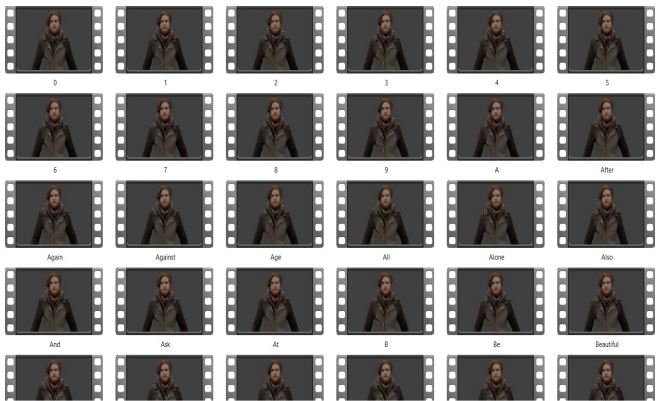 0 1 2 3 4 5
6 7 8 9 A After
Again Against Age All Alone Also
And Ask At B Be Beautiful